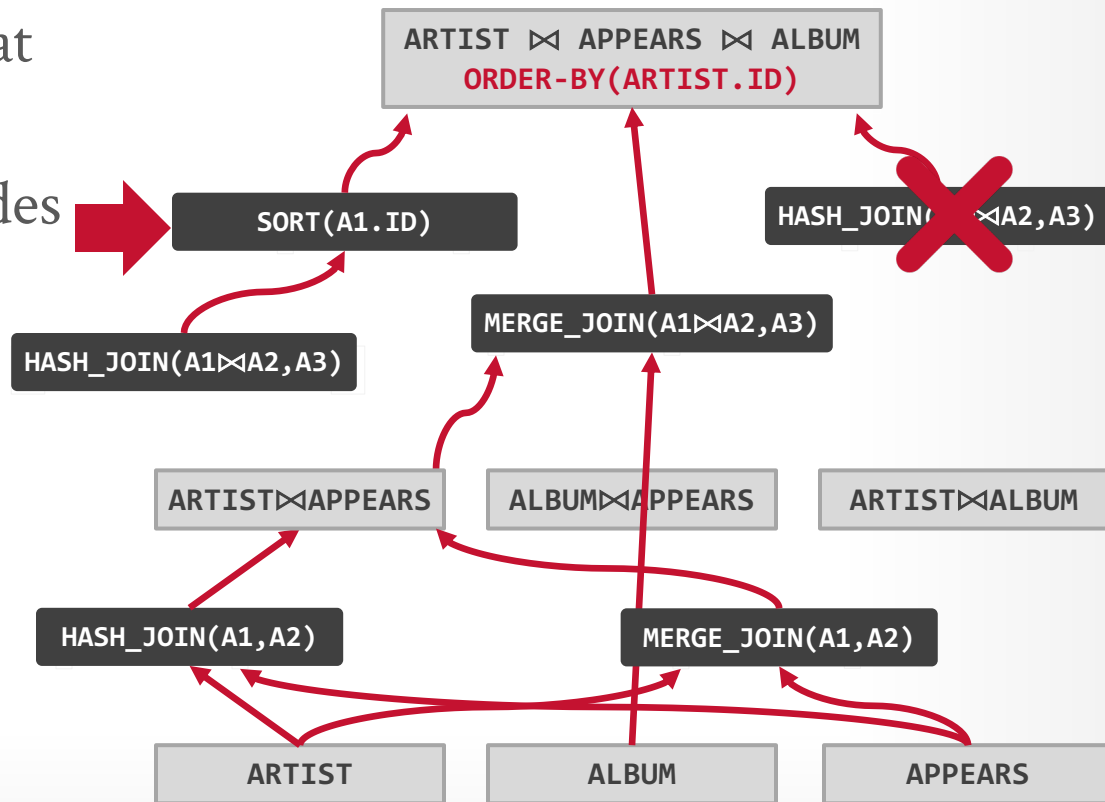 at
ARTIST ⋈ APPEARS ⋈ ALBUM
ORDER-BY(ARTIST.ID)
des
SORT(A1.ID)
HASH_JOIN( ⋈A2,A3)
MERGE_JOIN(A1⋈A2,A3)
HASH_JOIN(A1⋈A2,A3)
ARTIST⋈APPEARS
ALBUM⋈APPEARS
ARTIST⋈ALBUM
HASH_JOIN(A1,A2)
MERGE_JOIN(A1,A2)
ARTIST
ALBUM
APPEARS